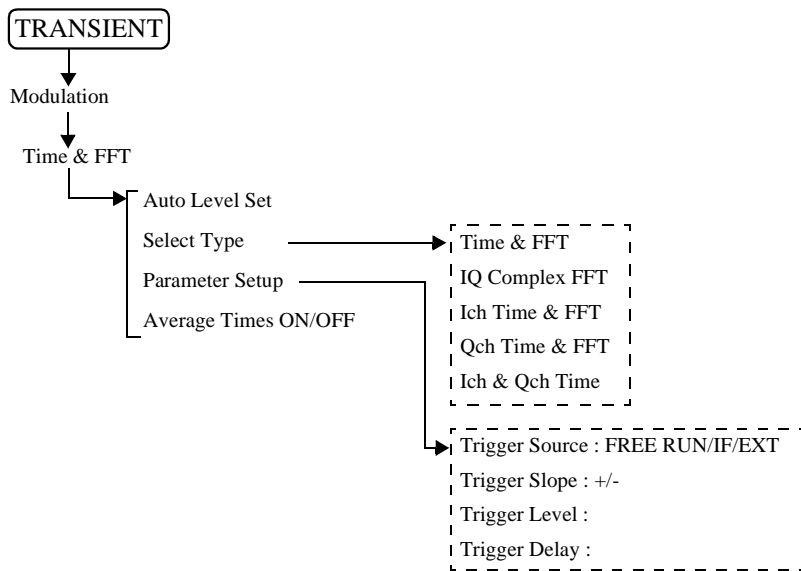 TRANSIENT
Modulation
Time & FFT
Auto Level Set
Select Type
Parameter Setup
Average Times ON/OFF
Time & FFT
IQ Complex FFT
Ich Time & FFT
Qch Time & FFT
Ich & Qch Time
Trigger Source : FREE RUN/IF/EXT
Trigger Slope : +/-
Trigger Level :
Trigger Delay :